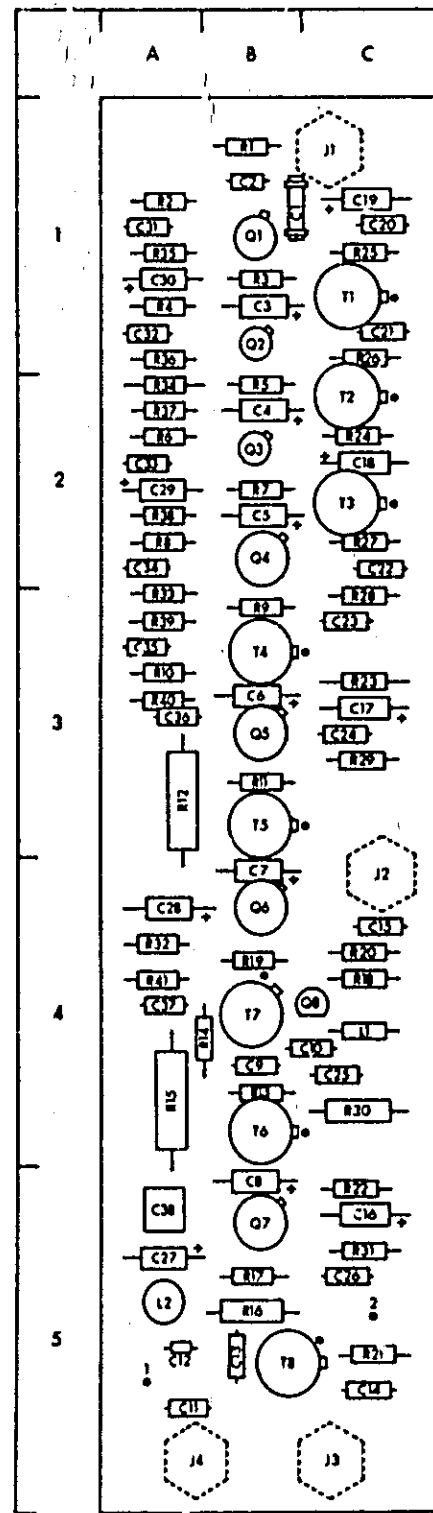 A B C
J1
R1
C2
R2
C19
C31
C20
1
Q1
R35
R25
C30
R3
T1
R4
C3
C32
C21
Q2
R36
R26
R34
R5
T2
R37
C4
R6
R24
Q3
C33
C18
2
C29
R7
T3
R38
C5
R8
R27
Q4
C34
C22
R33
R28
R9
R39
C23
C35
T4
R10
R23
R40
C6
C17
C36
3
Q5
C24
R29
R11
R12
T5
C7
J2
C28
Q6
C15
R32
R20
R19
R41
R18
C37
Q8
4
T7
R14
L1
C10
C9
C25
R13
R15
R30
T6
C8
R22
C38
C16
Q7
R31
C27
R17
C26
L2
R16
2
5
C12
R21
1
T8
C14
C11
J4
J3